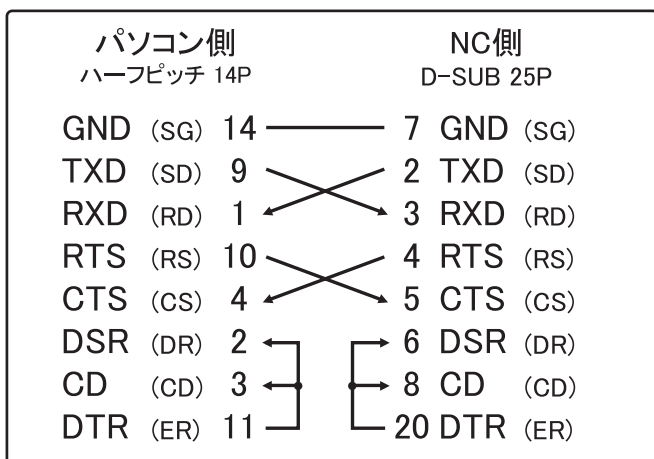 パソコン側 NC側
ハーフピッチ 14P D-SUB 25P
GND (SG) 14 7 GND (SG)
TXD (SD) 9 2 TXD (SD)
RXD (RD) 1 3 RXD (RD)
RTS (RS) 10 4 RTS (RS)
CTS (CS) 4 5 CTS (CS)
DSR (DR) 2 6 DSR (DR)
CD (CD) 3 8 CD (CD)
DTR (ER) 11 20 DTR (ER)